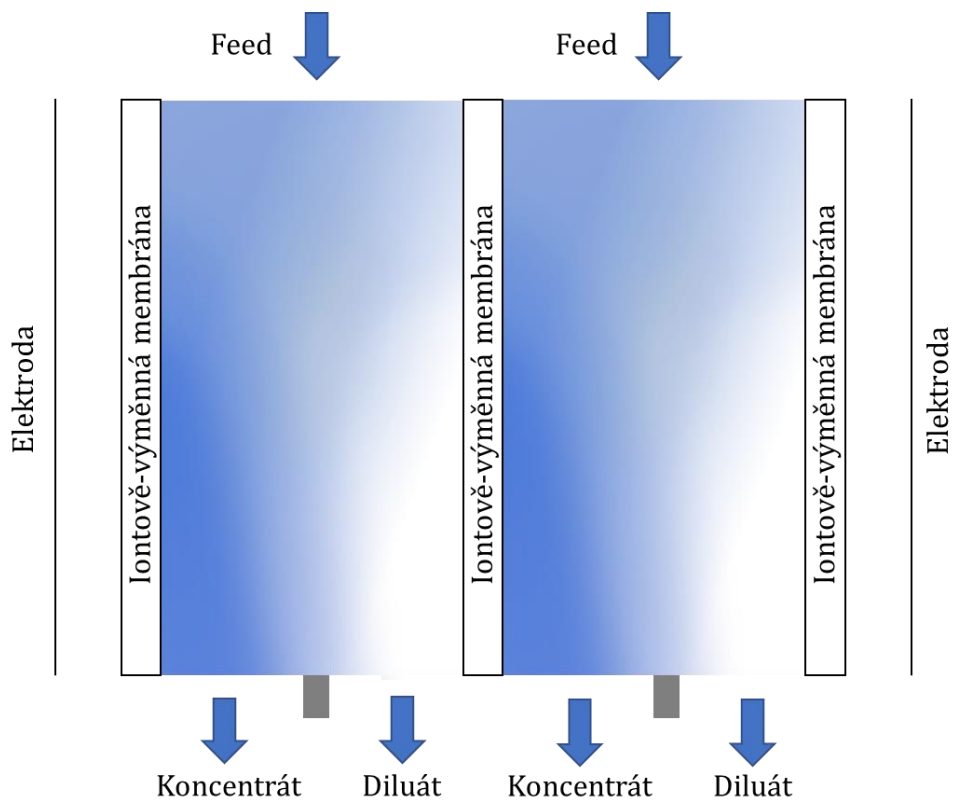 Feed
Feed
Elektroda
Iontově-výměnná membrána
Iontově-výměnná membrána
Iontově-výměnná membrána
Elektroda
Koncentrát
Diluát
Koncentrát
Diluát